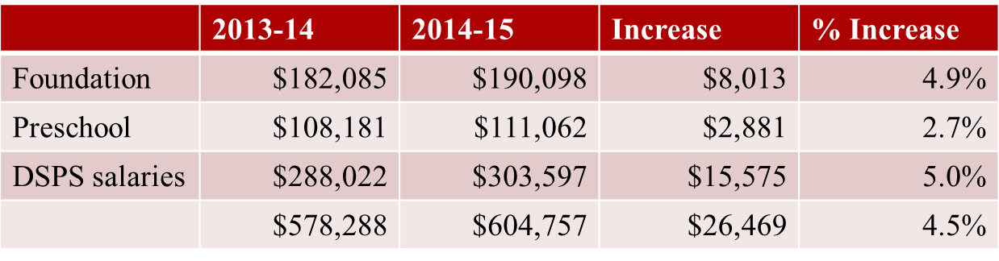 2013-14 2014-15 Increase % Increase
Foundation $182,085 $190,098 $8,013 4.9%
Preschool $108,181 $111,062 $2,881 2.7%
DSPS salaries $288,022 $303,597 $15,575 5.0%
$578,288 $604,757 $26,469 4.5%